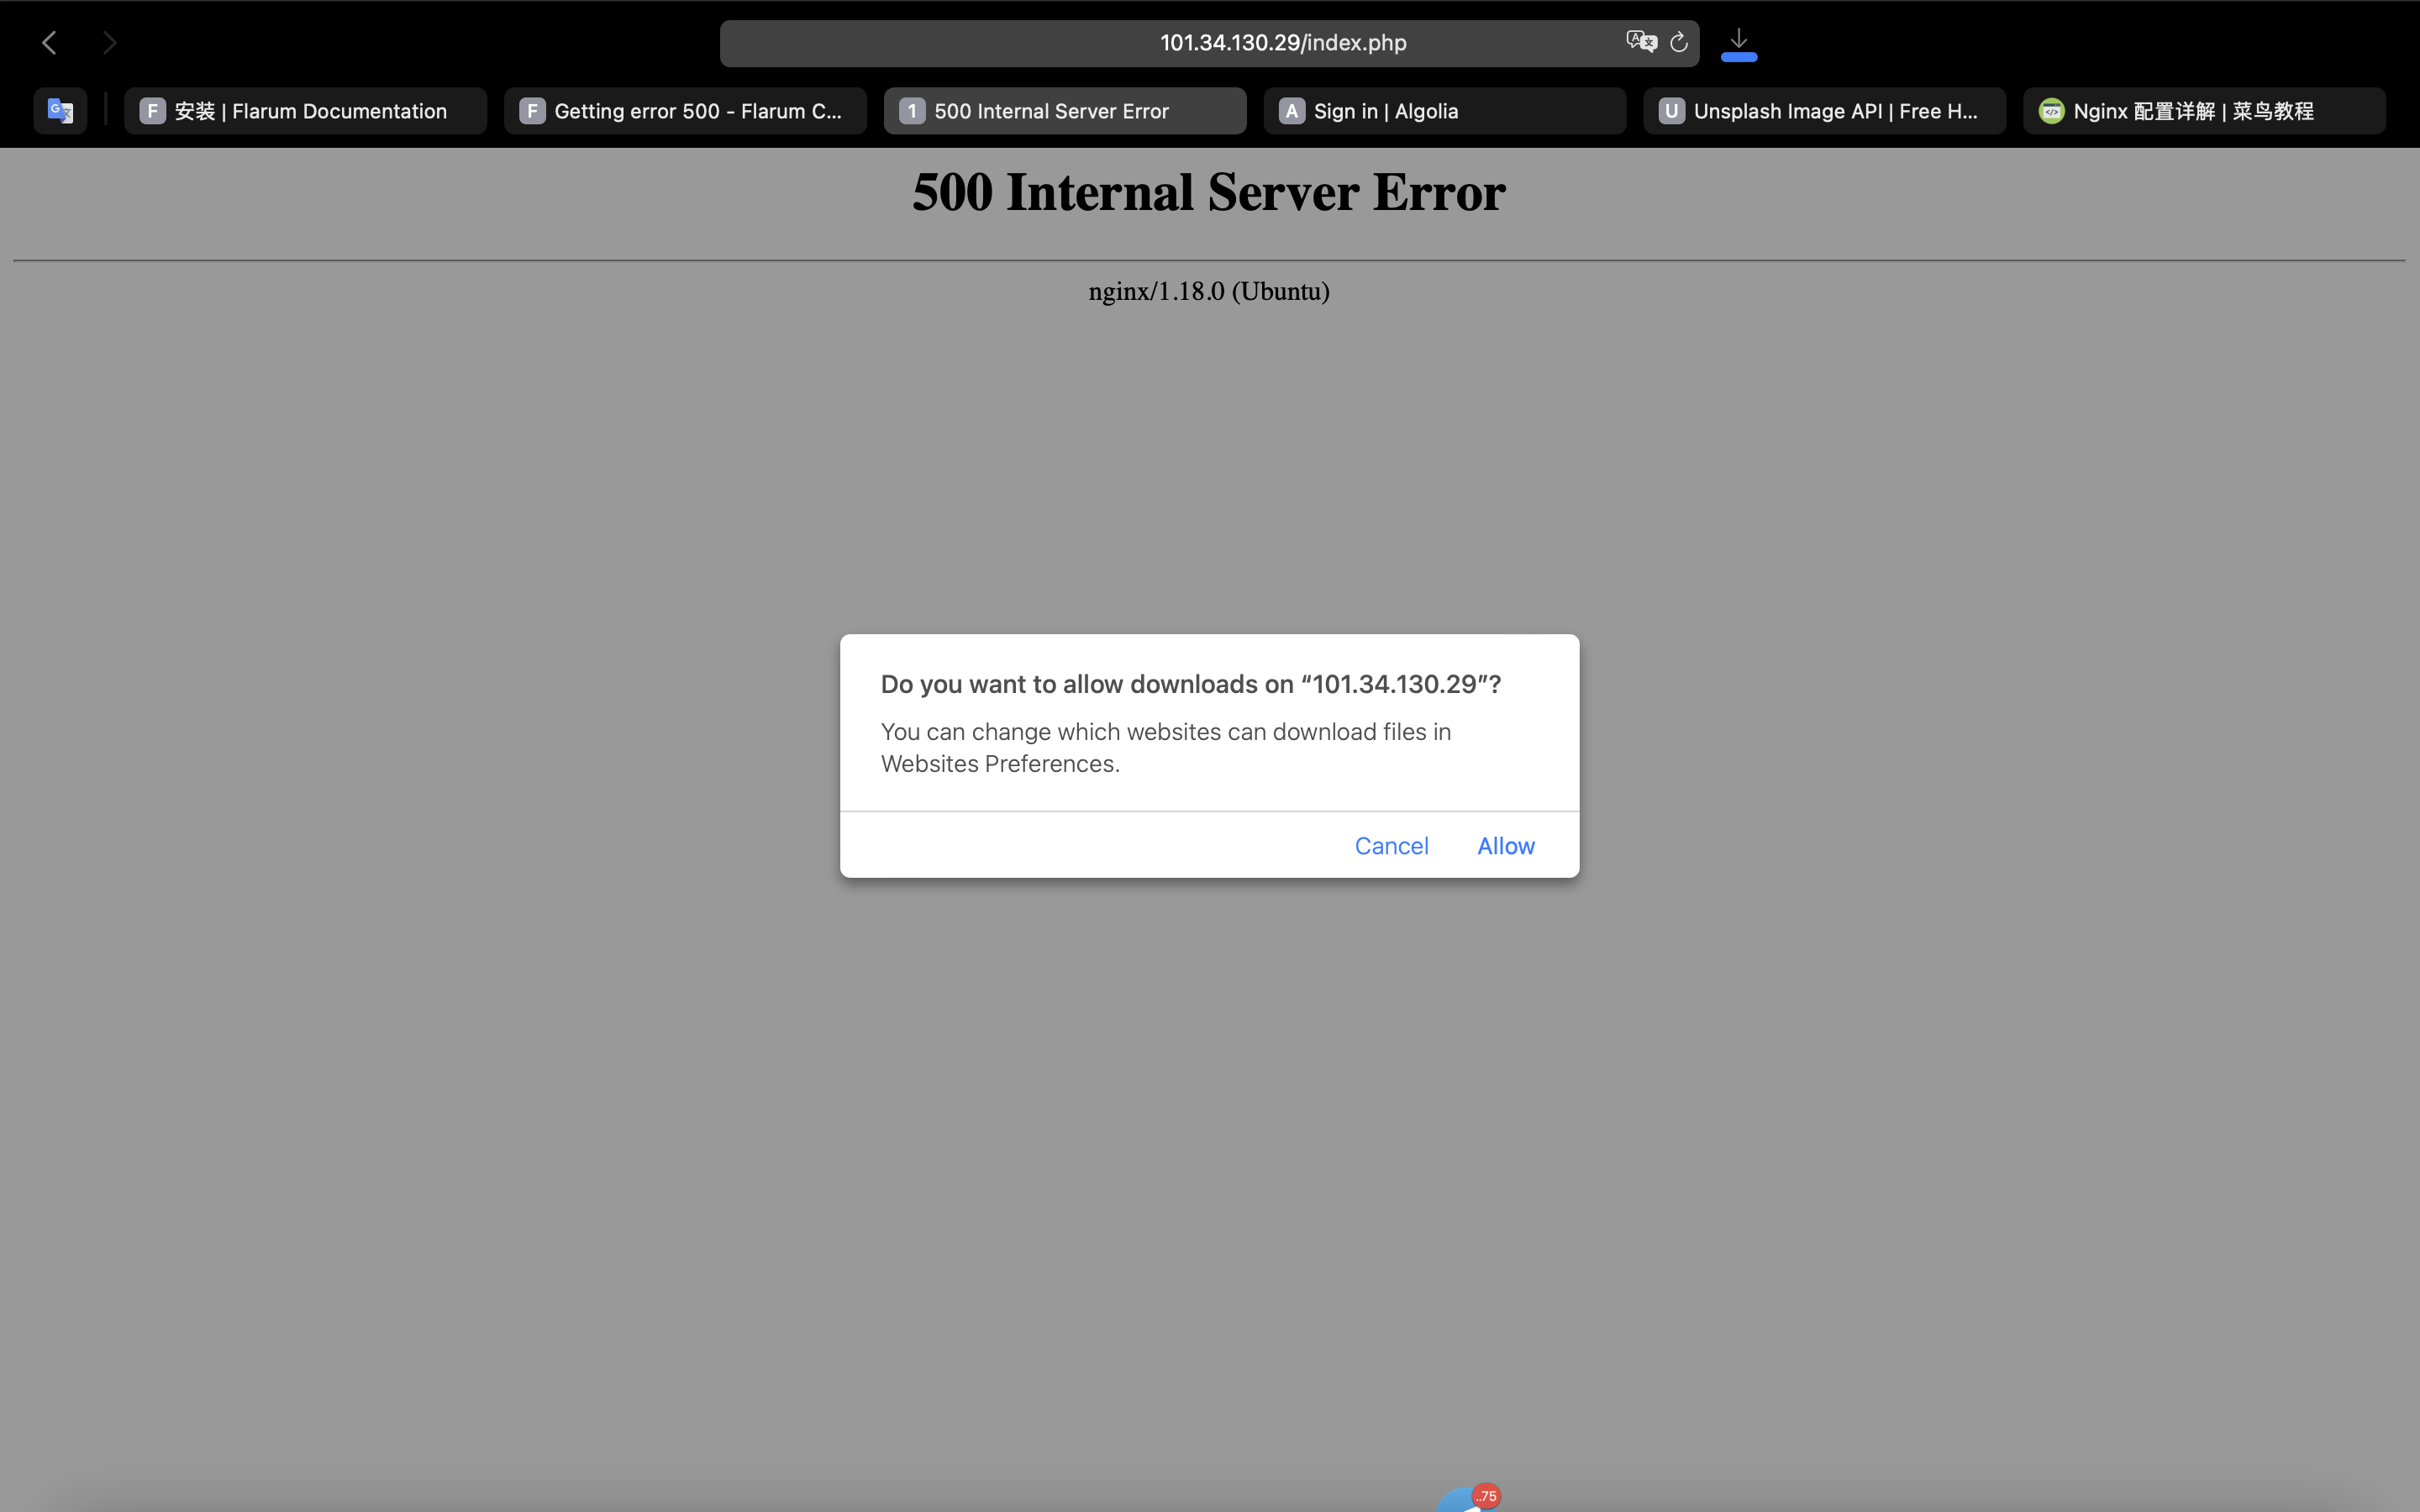 101.34.130.29/index.php
F 安装 | Flarum Documentation
F Getting error 500 - Flarum C...
1 500 Internal Server Error
A Sign in | Algolia
U Unsplash Image API | Free H...
Nginx 配置详解 | 菜鸟教程
500 Internal Server Error
nginx/1.18.0 (Ubuntu)
Do you want to allow downloads on “101.34.130.29”?
You can change which websites can download files in
Websites Preferences.
Cancel
Allow
..75